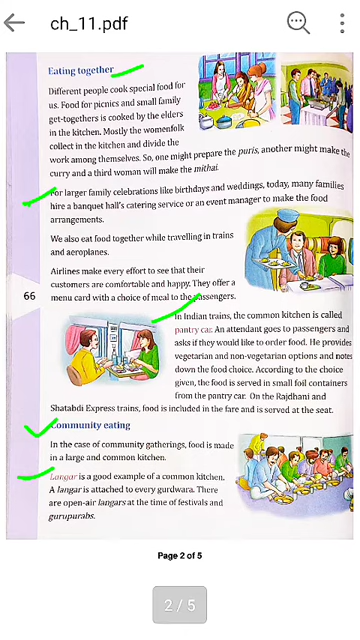 ch_11.pdf
Eating together
Different people cook special food for
us. Food for picnics and small family
get-togethers is cooked by the elders
in the kitchen. Mostly the womenfolk
collect in the kitchen and divide the
work among themselves. So, one might prepare the puris, another might make the
curry and a third woman will make the mithai.
For larger family celebrations like birthdays and weddings, today, many families
hire a banquet hall's catering service or an event manager to make the food
arrangements.
We also eat food together while travelling in trains
and aeroplanes.
Airlines make every effort to see that their
customers are comfortable and happy. They offer a
menu card with a choice of meal to the passengers.
66
In Indian trains, the common kitchen is called
pantry car. An attendant goes to passengers and
asks if they would like to order food. He provides
vegetarian and non-vegetarian options and notes
down the food choice. According to the choice
given, the food is served in small foil containers
from the pantry car. On the Rajdhani and
Shatabdi Express trains, food is included in the fare and is served at the seat.
Community eating
In the case of community gatherings, food is made
in a large and common kitchen.
Langar is a good example of a common kitchen.
A langar is attached to every gurdwara. There
are open-air langars at the time of festivals and
gurupurabs.
Page 2 of 5
2 / 5